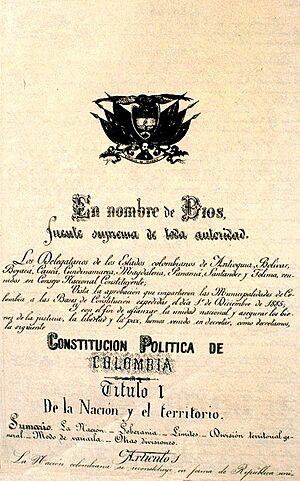 En nombre de Dios,
fuente suprema de toda autoridad.
Los Delegatarios de los Estados colombianos de Antioquia, Bolívar,
Boyacá, Cauca, Cundinamarca, Magdalena, Panamá, Santander y Tolima, reu-
nidos en Consejo Nacional Constituyente;
Vista la aprobación que impartieron las Municipalidades de Co-
lombia a las Bases de Constitución expedidas el día 1º de Diciembre de 1885;
Y con el fin de afianzar la unidad nacional y asegurar los bie-
nes de la justicia, la libertad y la paz, hemos venido en decretar, como decretamos,
la siguiente
CONSTITUCIÓN POLITICA DE
COLOMBIA
Título I
De la Nación y el territorio.
Sumario. La Nación - Soberanía - Límites - División territorial ge-
neral - Modo de variarla - Otras divisiones.
Artículo 1
La Nación colombiana se reconstituye en forma de República uni-